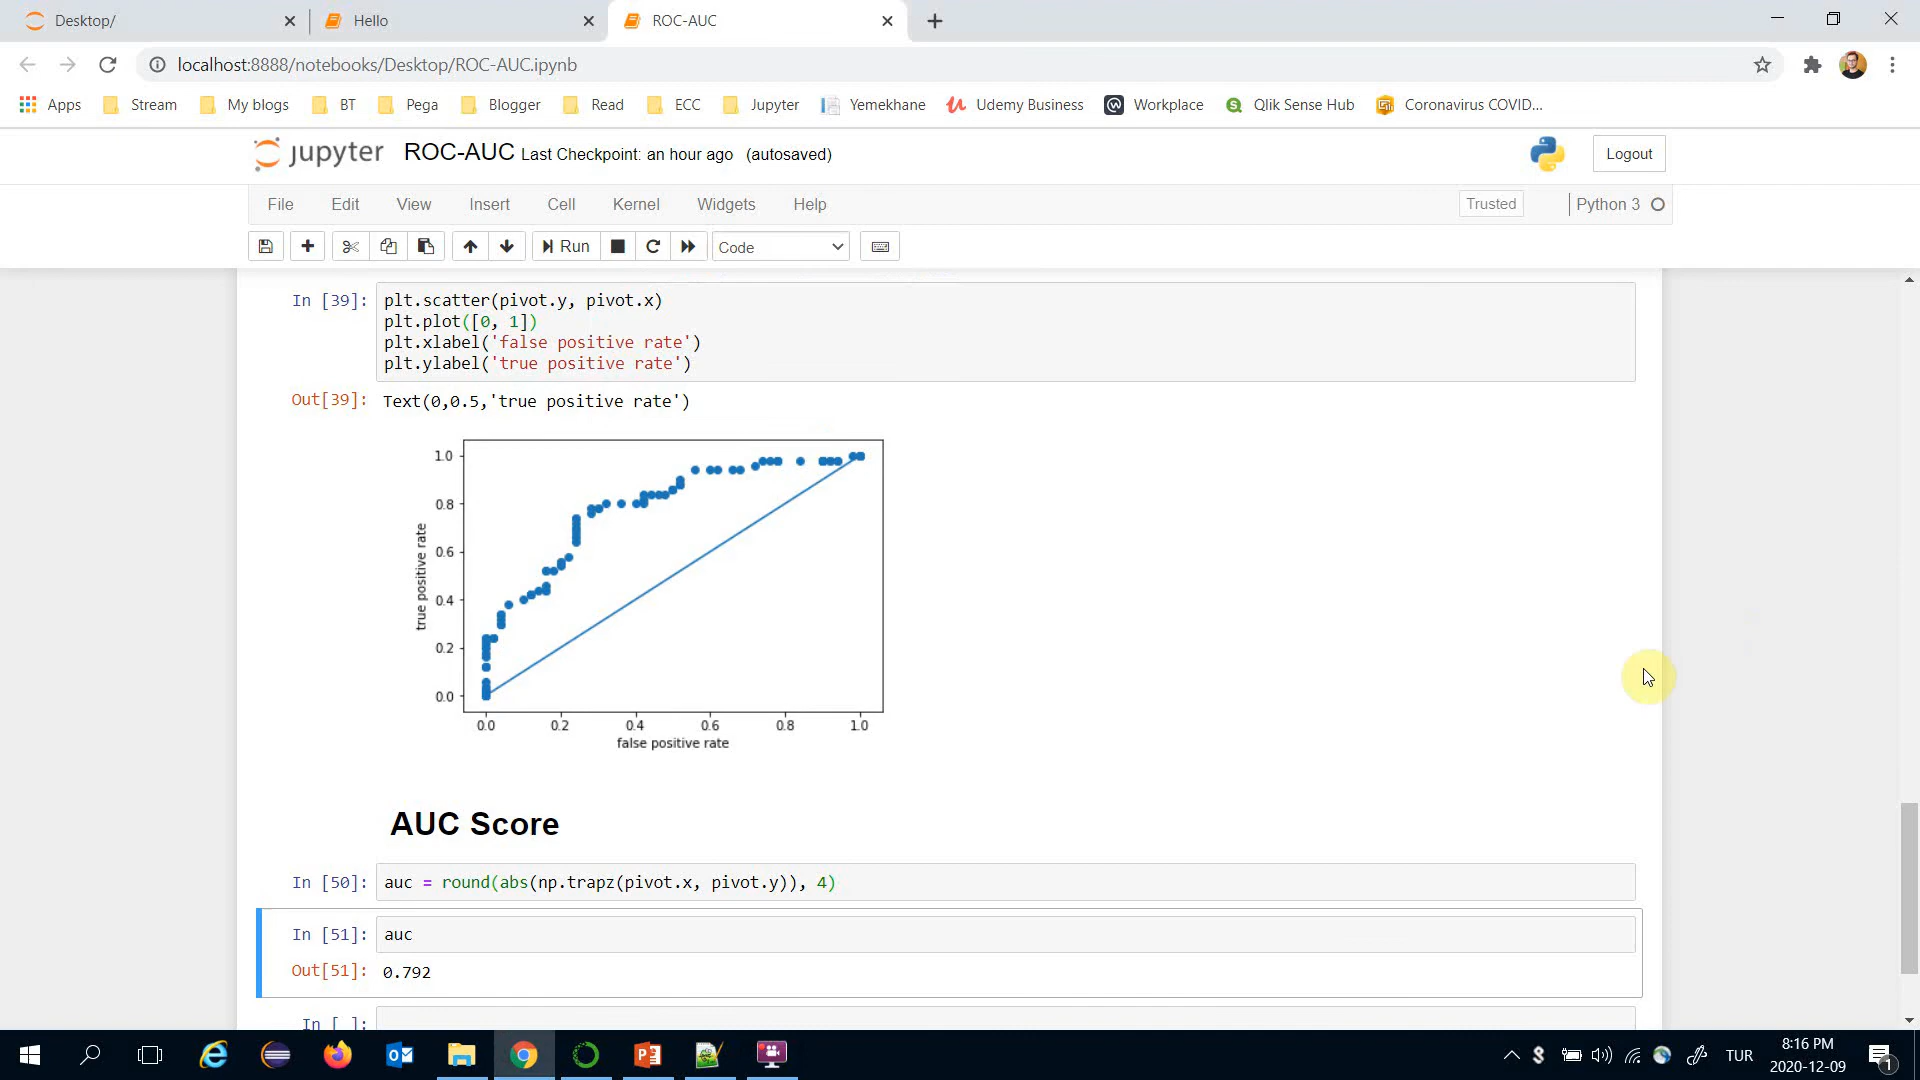 Desktop/
Hello
ROC-AUC
localhost:8888/notebooks/Desktop/ROC-AUC.ipynb
Apps Stream My blogs BT Pega Blogger Read ECC Jupyter Yemekhane Udemy Business Workplace Qlik Sense Hub Coronavirus COVID...
jupyter ROC-AUC Last Checkpoint: an hour ago (autosaved)
Logout
File Edit View Insert Cell Kernel Widgets Help
Trusted
Python 3
Run
Code
In [39]: plt.scatter(pivot.y, pivot.x)
plt.plot([0, 1])
plt.xlabel('false positive rate')
plt.ylabel('true positive rate')
Out[39]: Text(0,0.5,'true positive rate')
1.0
0.8
0.6
0.4
0.2
0.0
true positive rate
0.0 0.2 0.4 0.6 0.8 1.0
false positive rate
AUC Score
In [50]: auc = round(abs(np.trapz(pivot.x, pivot.y)), 4)
In [51]: auc
Out[51]: 0.792
In [ ]:
TUR
8:16 PM
2020-12-09
1